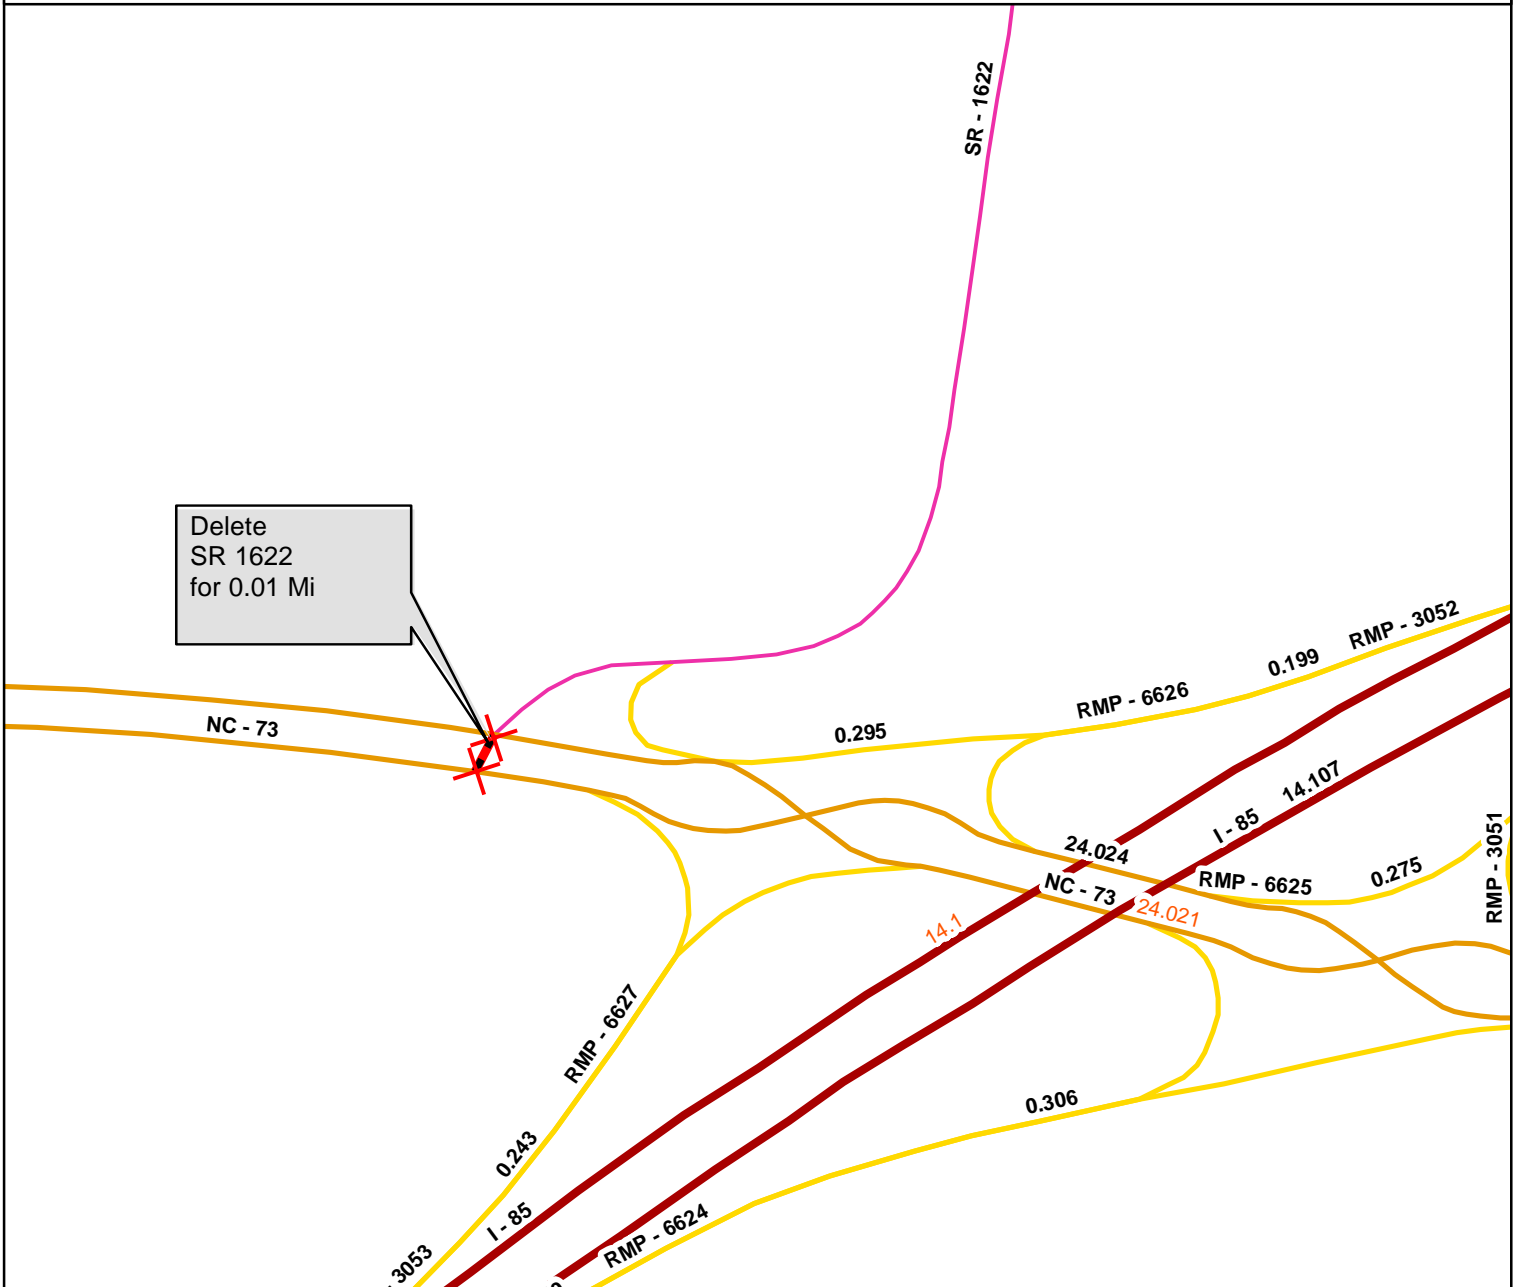 SR - 1622
Delete
SR 1622
for 0.01 Mi
RMP - 3052
0.199
RMP - 6626
NC - 73
0.295
14.107
I - 85
24.024
RMP - 3051
0.275
RMP - 6625
NC - 73
24.021
14.1
RMP - 6627
0.306
0.243
I - 85
RMP - 6624
3053